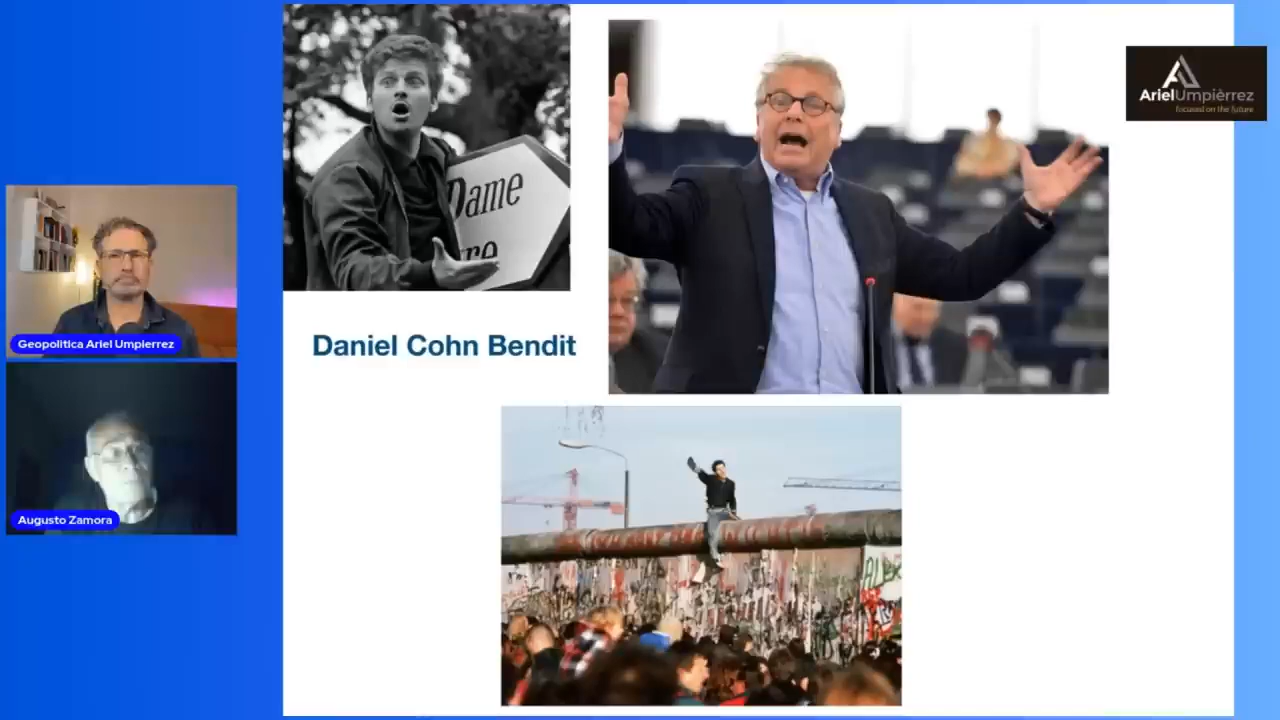 Dame
Daniel Cohn Bendit
ArielUmpièrrez
focused on the future
Geopolitica Ariel Umpierrez
Augusto Zamora